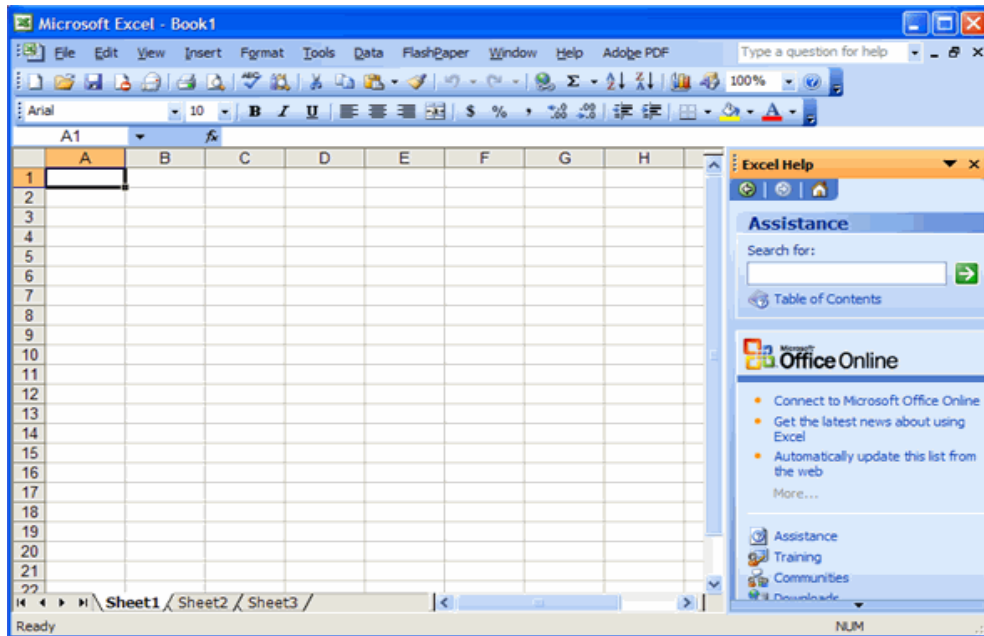 Microsoft Excel - Book1
File Edit View Insert Format Tools Data FlashPaper Window Help Adobe PDF Type a question for help
100%
Arial 10 B I U $ % ,
A1 fx
A B C D E F G H
1
2
3
4
5
6
7
8
9
10
11
12
13
14
15
16
17
18
19
20
21
22
Sheet1 Sheet2 Sheet3
Ready NUM
Excel Help
Assistance
Search for:
Table of Contents
Microsoft
Office Online
Connect to Microsoft Office Online
Get the latest news about using
Excel
Automatically update this list from
the web
More...
Assistance
Training
Communities
Downloads